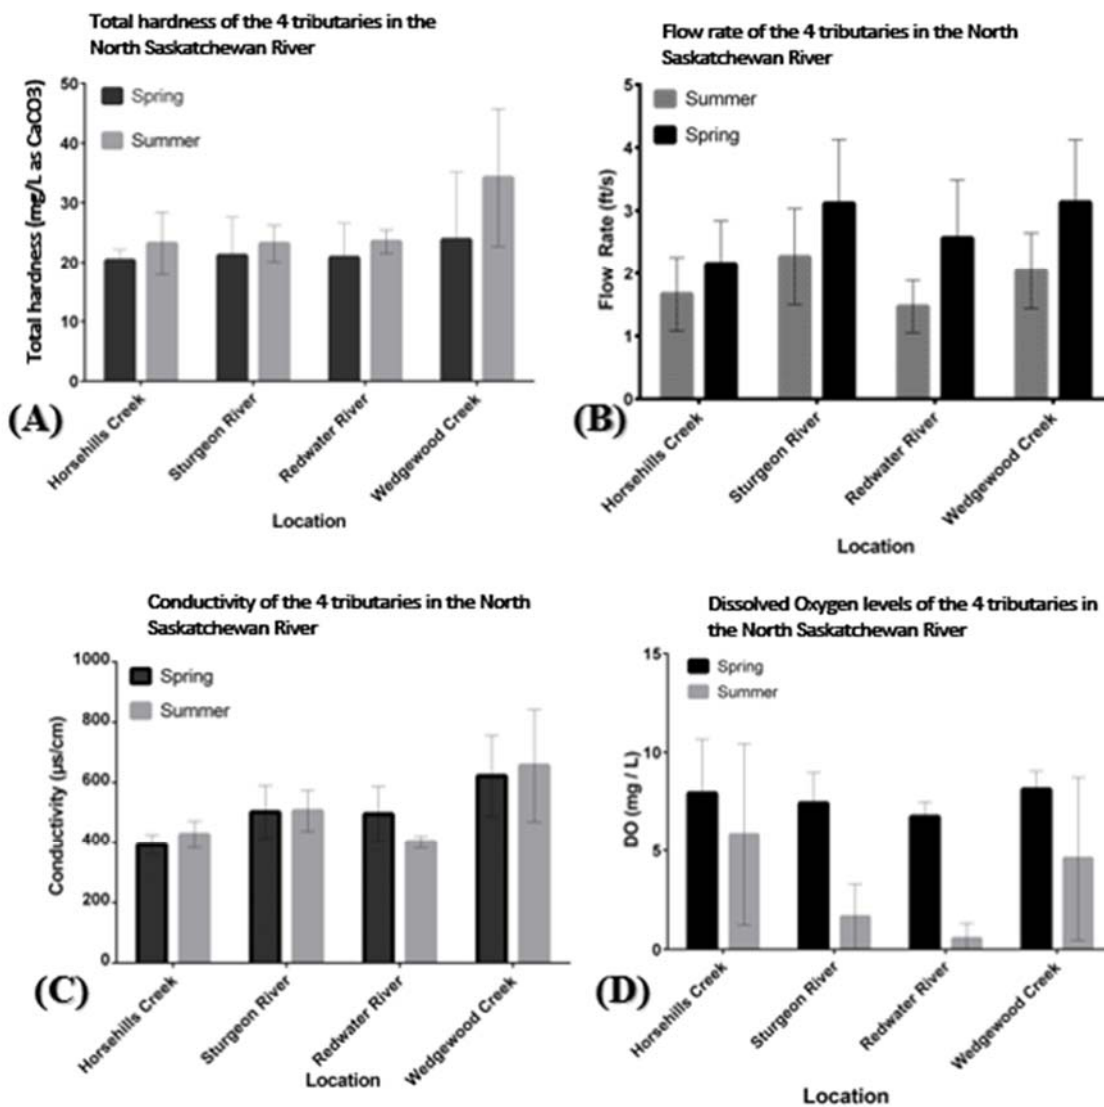 Total hardness of the 4 tributaries in the
North Saskatchewan River
Total hardness (mg/L as CaCO3)
50
40
30
20
10
0
Spring
Summer
Horsehills Creek
Sturgeon River
Redwater River
Wedgewood Creek
Location
(A)
Flow rate of the 4 tributaries in the North
Saskatchewan River
Flow Rate (ft/s)
5
4
3
2
1
0
Summer
Spring
Horsehills Creek
Sturgeon River
Redwater River
Wedgewood Creek
Location
(B)
Conductivity of the 4 tributaries in the North
Saskatchewan River
Conductivity (µs/cm)
1000
800
600
400
200
0
Spring
Summer
Horsehills Creek
Sturgeon River
Redwater River
Wedgewood Creek
Location
(C)
Dissolved Oxygen levels of the 4 tributaries in
the North Saskatchewan River
DO (mg / L)
15
10
5
0
Spring
Summer
Horsehills Creek
Sturgeon River
Redwater River
Wedgewood Creek
Location
(D)